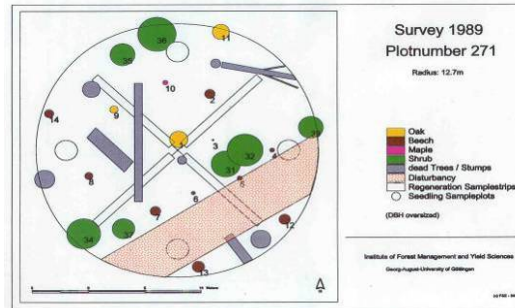 Survey 1989
Plotnumber 271
Radius: 12.7m
36
11
35
10
2
14
9
1
3
32
31
4
5
8
6
7
34
37
12
13
Oak
Beech
Maple
Shrub
dead Trees / Stumps
Disturbancy
Regeneration Samplestrips
Seedling Sampleplots
(DBH oversized)
Institute of Forest Management and Yield Sciences
Georg-August-University of Göttingen